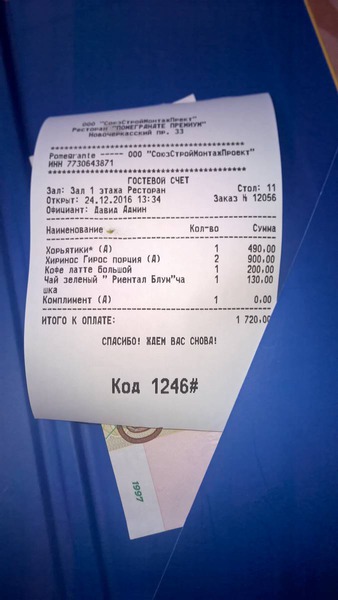 ООО "СоюзСтройМонтажПроект"
Ресторан "ПОМЕГРАНАТЕ ПРЕМИУМ"
Новочеркасский пр. 33
Pomegrante ----- ООО "СоюзСтройМонтажПроект"
ИНН 7730643871
ГОСТЕВОЙ СЧЕТ
Зал: Зал 1 этажа Ресторан Стол: 11
Открыт: 24.12.2016 13:34 Заказ № 12056
Официант: Давид Админ
Наименование Кол-во Сумма
Хорьятики* (А) 1 490.00
Хиринос Гирос порция (А) 2 900.00
Кофе латте большой 1 200.00
Чай зеленый " Риентал Блум"ча 1 130.00
шка
Комплимент (А) 1 0.00
ИТОГО К ОПЛАТЕ: 1 720.00
СПАСИБО! ЖДЕМ ВАС СНОВА!
Код 1246#
1997